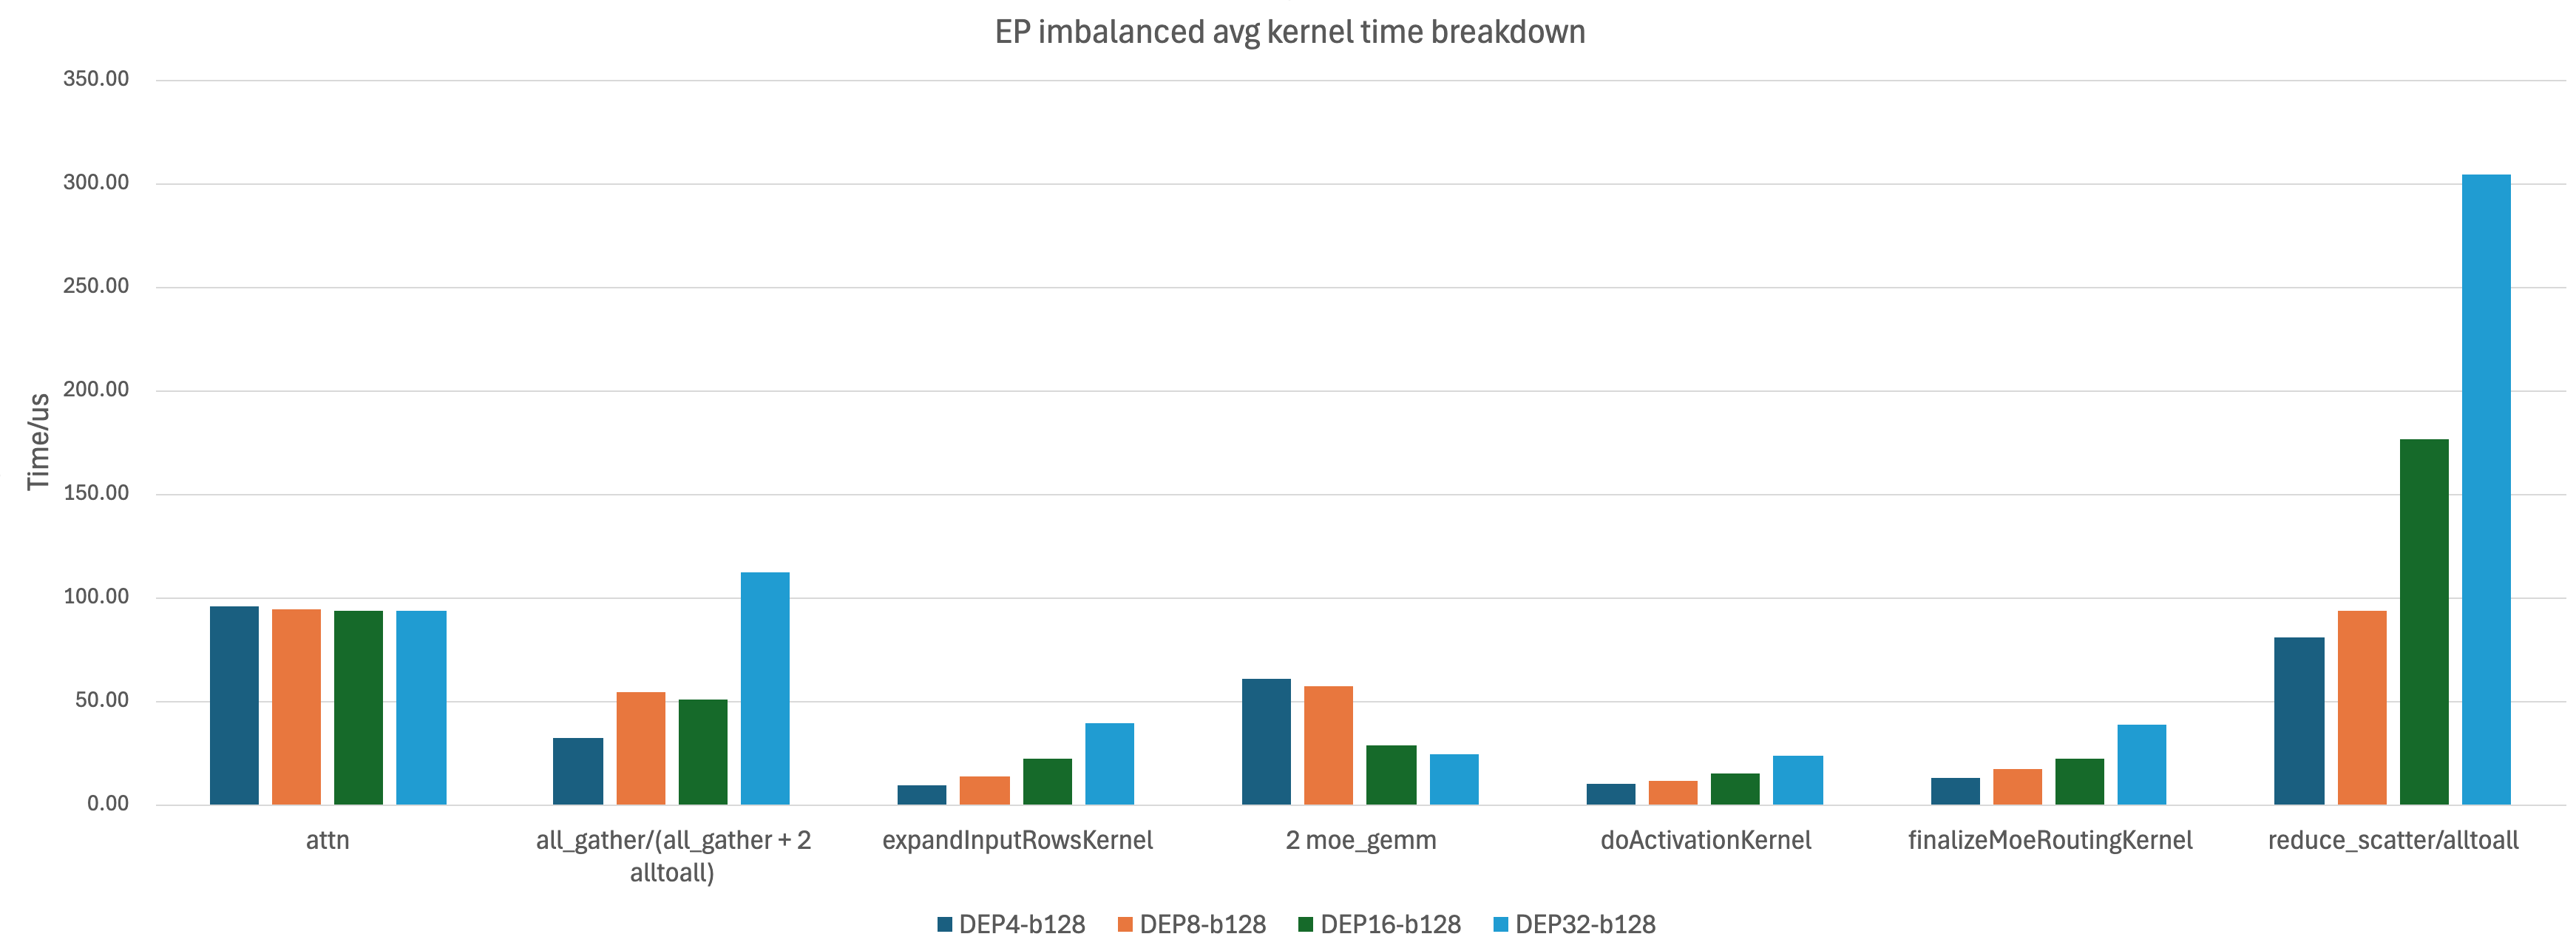 EP imbalanced avg kernel time breakdown
350.00
300.00
250.00
200.00
150.00
100.00
50.00
0.00
Time/us
attn
all_gather/(all_gather + 2
alltoall)
expandInputRowsKernel
2 moe_gemm
doActivationKernel
finalizeMoeRoutingKernel
reduce_scatter/alltoall
DEP4-b128
DEP8-b128
DEP16-b128
DEP32-b128